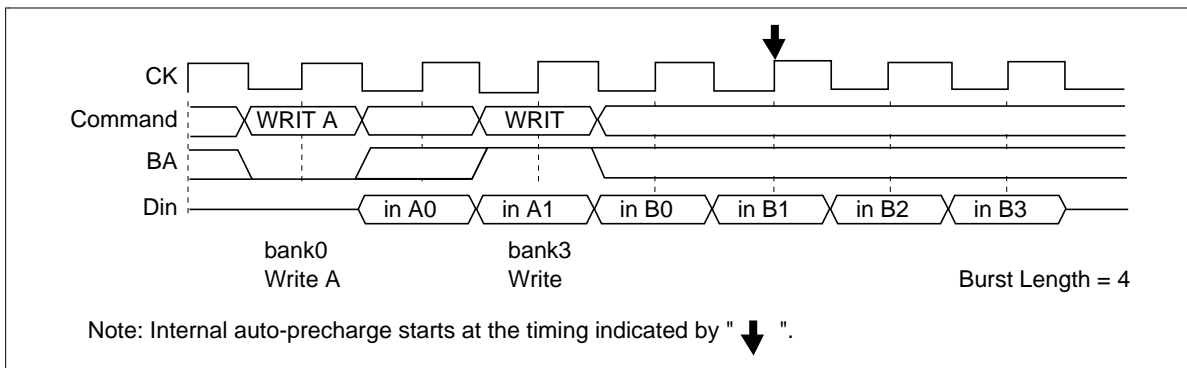 CK
Command WRIT A WRIT
BA
Din in A0 in A1 in B0 in B1 in B2 in B3
bank0 bank3
Write A Write Burst Length = 4
Note: Internal auto-precharge starts at the timing indicated by " ".